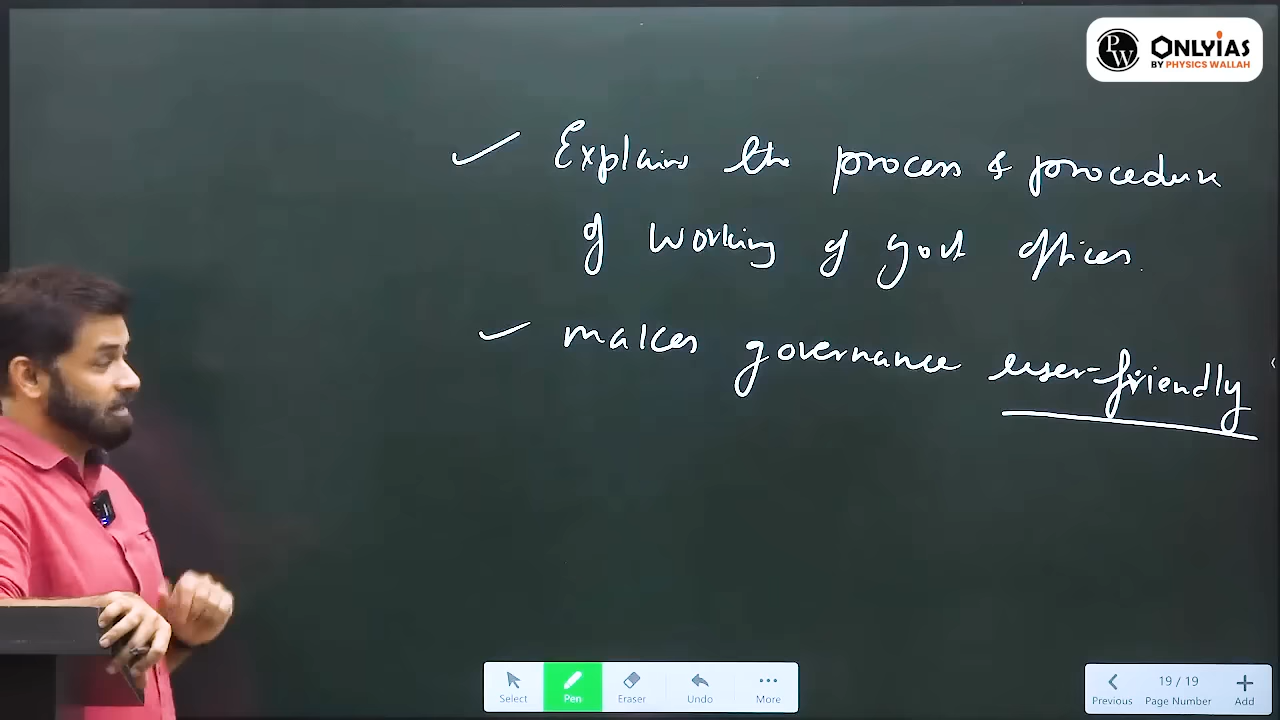 PW ONLYIAS
BY PHYSICS WALLAH
✓ Explain the process & procedure
of working of govt offices.
✓ makes governance user-friendly
Select Pen Eraser Undo More
Previous 19 / 19 Page Number Add